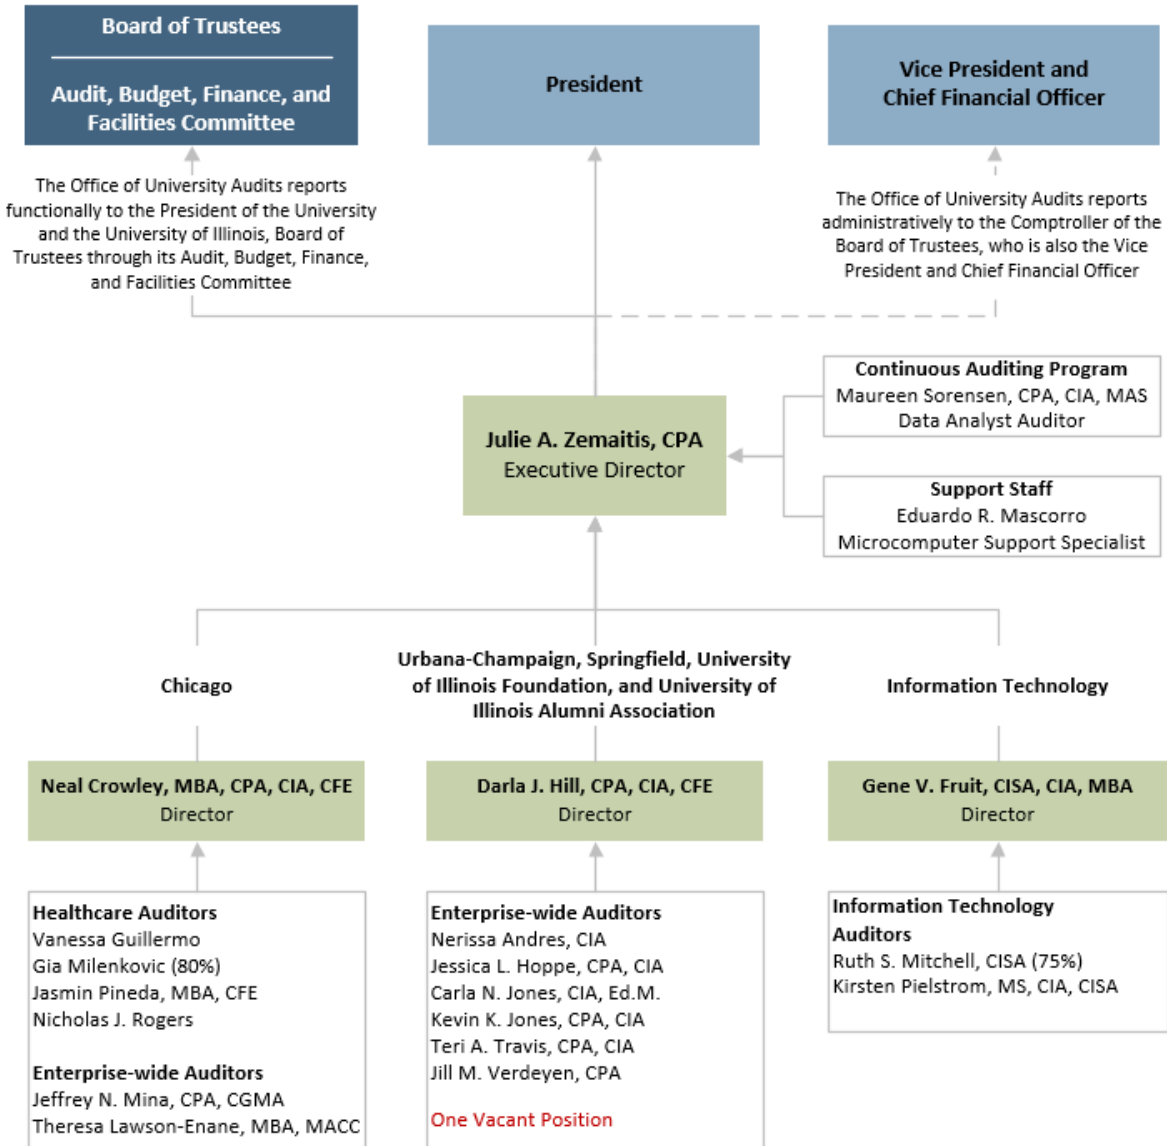 Board of Trustees
Audit, Budget, Finance, and
Facilities Committee
President
Vice President and
Chief Financial Officer
The Office of University Audits reports
functionally to the President of the University
and the University of Illinois, Board of
Trustees through its Audit, Budget, Finance,
and Facilities Committee
The Office of University Audits reports
administratively to the Comptroller of the
Board of Trustees, who is also the Vice
President and Chief Financial Officer
Continuous Auditing Program
Maureen Sorensen, CPA, CIA, MAS
Data Analyst Auditor
Julie A. Zemaitis, CPA
Executive Director
Support Staff
Eduardo R. Mascorro
Microcomputer Support Specialist
Chicago
Urbana-Champaign, Springfield, University
of Illinois Foundation, and University of
Illinois Alumni Association
Information Technology
Neal Crowley, MBA, CPA, CIA, CFE
Director
Darla J. Hill, CPA, CIA, CFE
Director
Gene V. Fruit, CISA, CIA, MBA
Director
Healthcare Auditors
Vanessa Guillermo
Gia Milenkovic (80%)
Jasmin Pineda, MBA, CFE
Nicholas J. Rogers
Enterprise-wide Auditors
Jeffrey N. Mina, CPA, CGMA
Theresa Lawson-Enane, MBA, MACC
Enterprise-wide Auditors
Nerissa Andres, CIA
Jessica L. Hoppe, CPA, CIA
Carla N. Jones, CIA, Ed.M.
Kevin K. Jones, CPA, CIA
Teri A. Travis, CPA, CIA
Jill M. Verdeyen, CPA
One Vacant Position
Information Technology
Auditors
Ruth S. Mitchell, CISA (75%)
Kirsten Pielstrom, MS, CIA, CISA